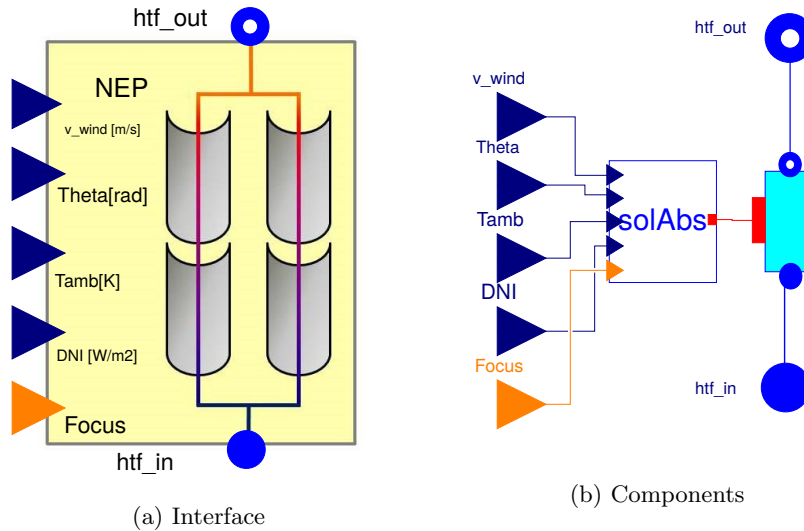 htf_out
NEP
v_wind [m/s]
Theta[rad]
Tamb[K]
DNI [W/m2]
Focus
htf_in
(a) Interface
htf_out
v_wind
Theta
Tamb
solAbs
DNI
Focus
htf_in
(b) Components